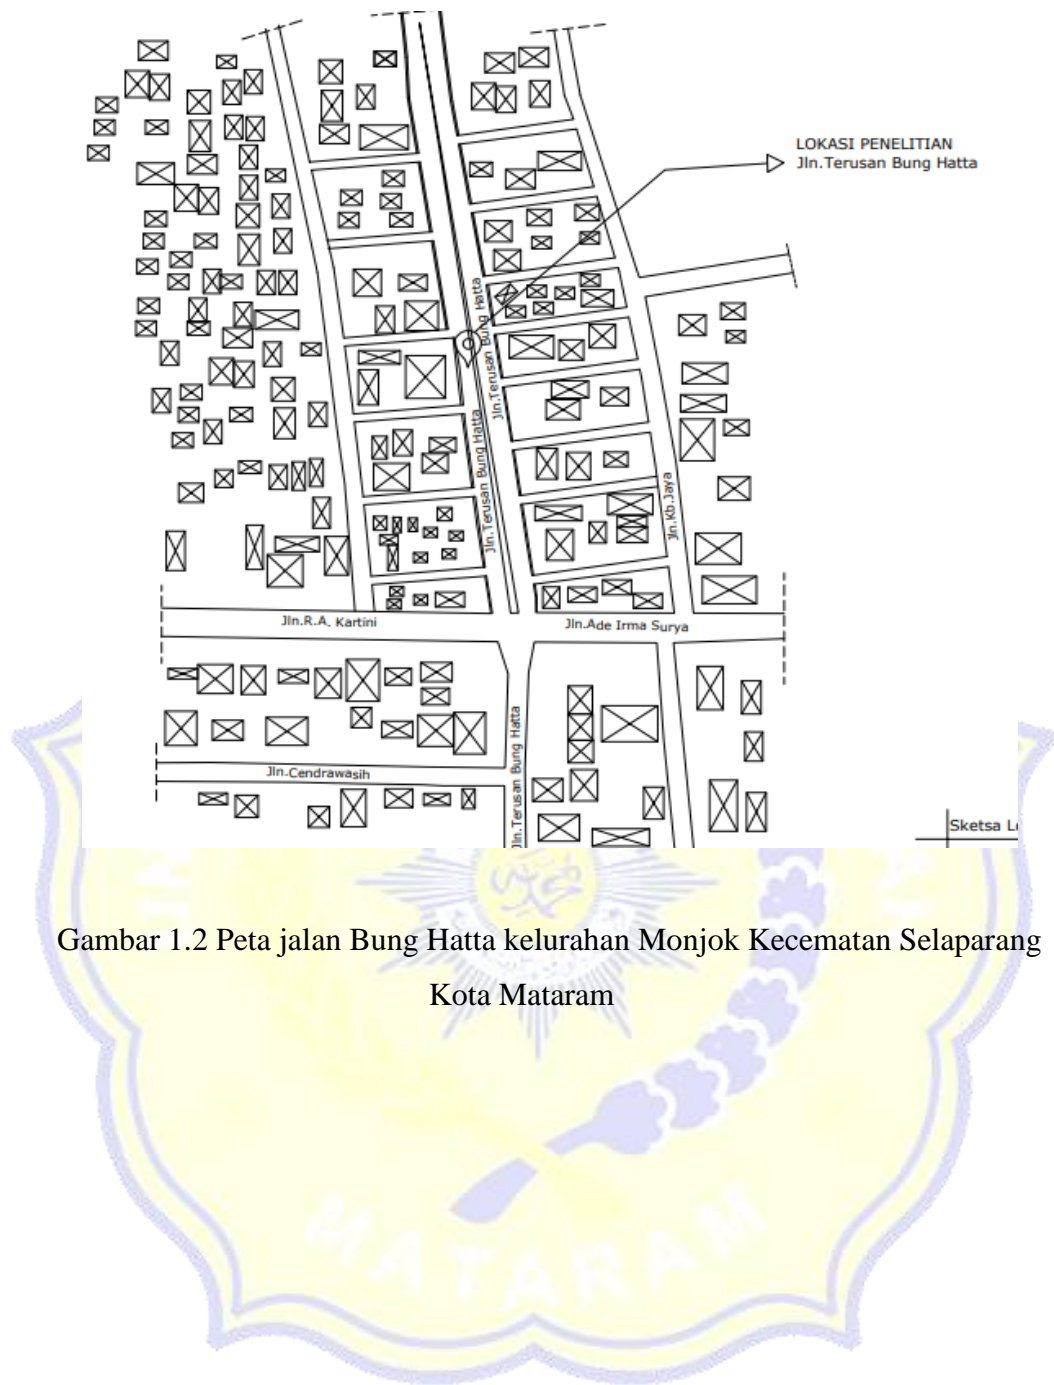 LOKASI PENELITIAN
Jln.Terusan Bung Hatta
Jln.Terusan Bung Hatta
Jln.Terusan Bung Hatta
Jln.Kb.Jaya
Jln.R.A. Kartini
Jln.Ade Irma Surya
Jln.Terusan Bung Hatta
Jln.Cendrawasih
Sketsa
Gambar 1.2 Peta jalan Bung Hatta kelurahan Monjok Kecematan Selaparang
Kota Mataram
MATARAM